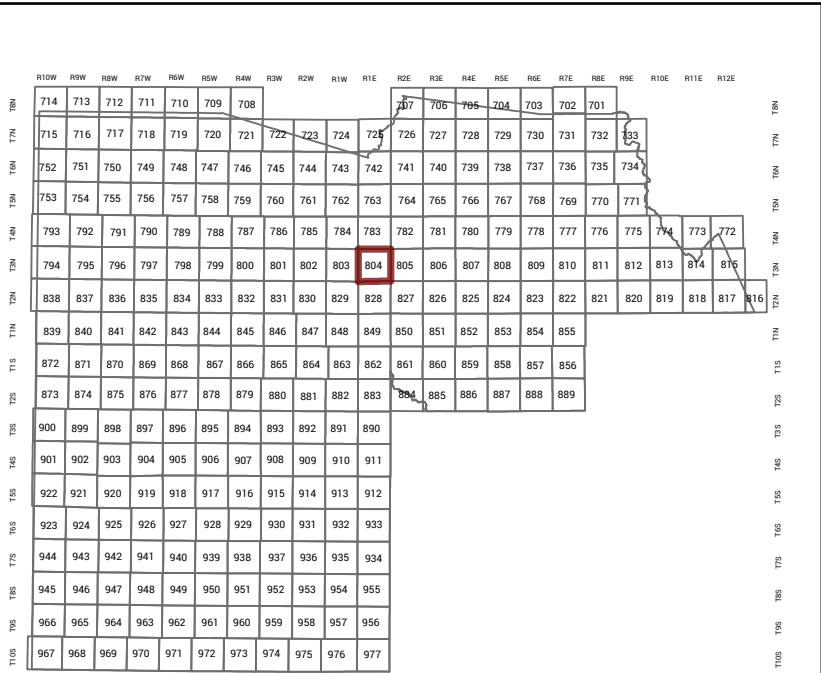 R10W R9W R8W R7W R6W R5W R4W R3W R2W R1W R1E R2E R3E R4E R5E R6E R7E R8E R9E R10E R11E R12E
T8N 714 713 712 711 710 709 708 707 706 705 704 703 702 701 T8N
T7N 715 716 717 718 719 720 721 722 723 724 725 726 727 728 729 730 731 732 733 T7N
T6N 752 751 750 749 748 747 746 745 744 743 742 741 740 739 738 737 736 735 734 T6N
T5N 753 754 755 756 757 758 759 760 761 762 763 764 765 766 767 768 769 770 771 T5N
T4N 793 792 791 790 789 788 787 786 785 784 783 782 781 780 779 778 777 776 775 774 773 772 T4N
T3N 794 795 796 797 798 799 800 801 802 803 804 805 806 807 808 809 810 811 812 813 814 815 T3N
T2N 838 837 836 835 834 833 832 831 830 829 828 827 826 825 824 823 822 821 820 819 818 817 816 T2N
T1N 839 840 841 842 843 844 845 846 847 848 849 850 851 852 853 854 855 T1N
T1S 872 871 870 869 868 867 866 865 864 863 862 861 860 859 858 857 856 T1S
T2S 873 874 875 876 877 878 879 880 881 882 883 884 885 886 887 888 889 T2S
T3S 900 899 898 897 896 895 894 893 892 891 890 T3S
T4S 901 902 903 904 905 906 907 908 909 910 911 T4S
T5S 922 921 920 919 918 917 916 915 914 913 912 T5S
T6S 923 924 925 926 927 928 929 930 931 932 933 T6S
T7S 944 943 942 941 940 939 938 937 936 935 934 T7S
T8S 945 946 947 948 949 950 951 952 953 954 955 T8S
T9S 966 965 964 963 962 961 960 959 958 957 956 T9S
T10S 967 968 969 970 971 972 973 974 975 976 977 T10S